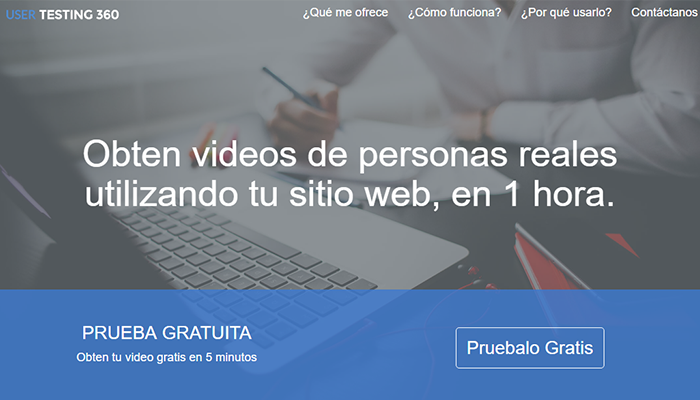 USER TESTING 360
¿Qué me ofrece
¿Cómo funciona?
¿Por qué usarlo?
Contáctanos
Obten videos de personas reales
utilizando tu sitio web, en 1 hora.
PRUEBA GRATUITA
Obten tu video gratis en 5 minutos
Pruebalo Gratis